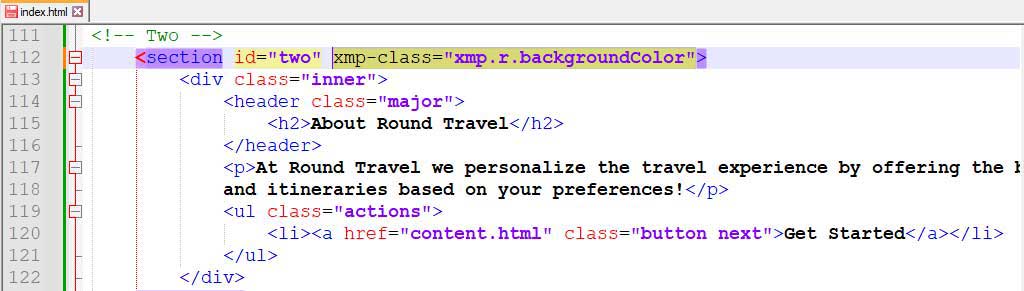 index.html
111 <!-- Two -->
112 <section id="two" xmp-class="xmp.r.backgroundColor">
113 <div class="inner">
114 <header class="major">
115 <h2>About Round Travel</h2>
116 </header>
117 <p>At Round Travel we personalize the travel experience by offering the
118 and itineraries based on your preferences!</p>
119 <ul class="actions">
120 <li><a href="content.html" class="button next">Get Started</a></li>
121 </ul>
122 </div>